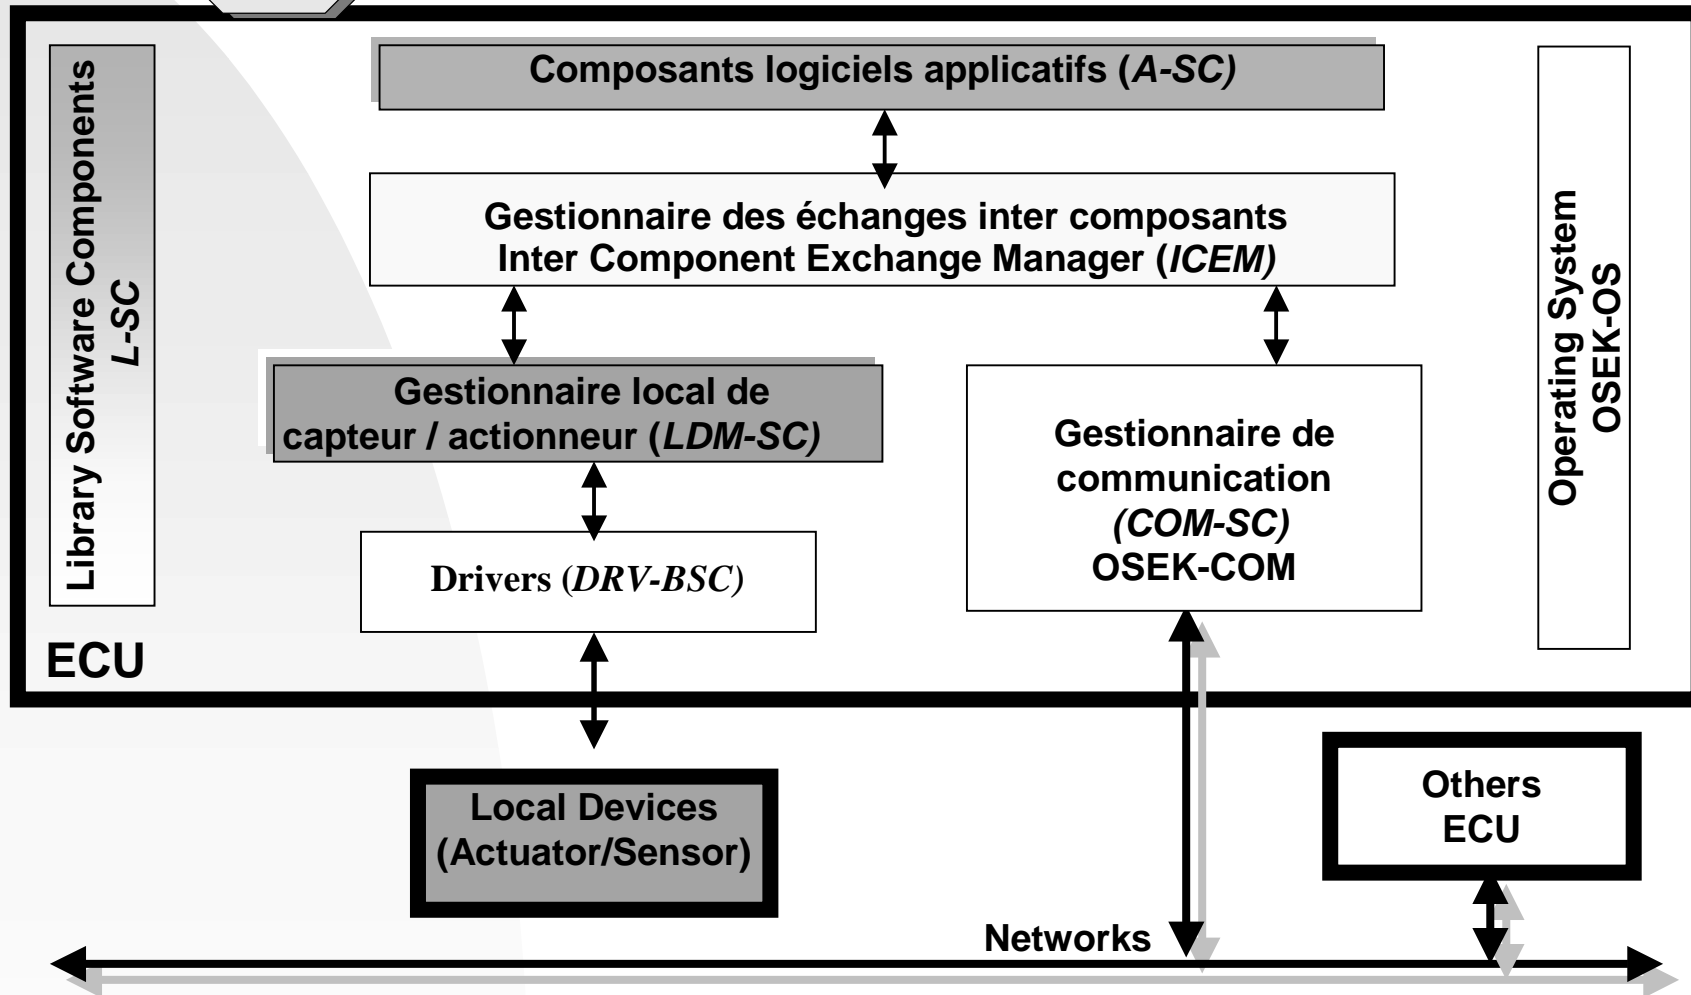 Composants logiciels applicatifs (A-SC)
Library Software Components
L-SC
Gestionnaire des échanges inter composants
Inter Component Exchange Manager (ICEM)
Operating System
OSEK-OS
Gestionnaire local de
capteur / actionneur (LDM-SC)
Gestionnaire de
communication
(COM-SC)
OSEK-COM
Drivers (DRV-BSC)
ECU
Local Devices
(Actuator/Sensor)
Others
ECU
Networks